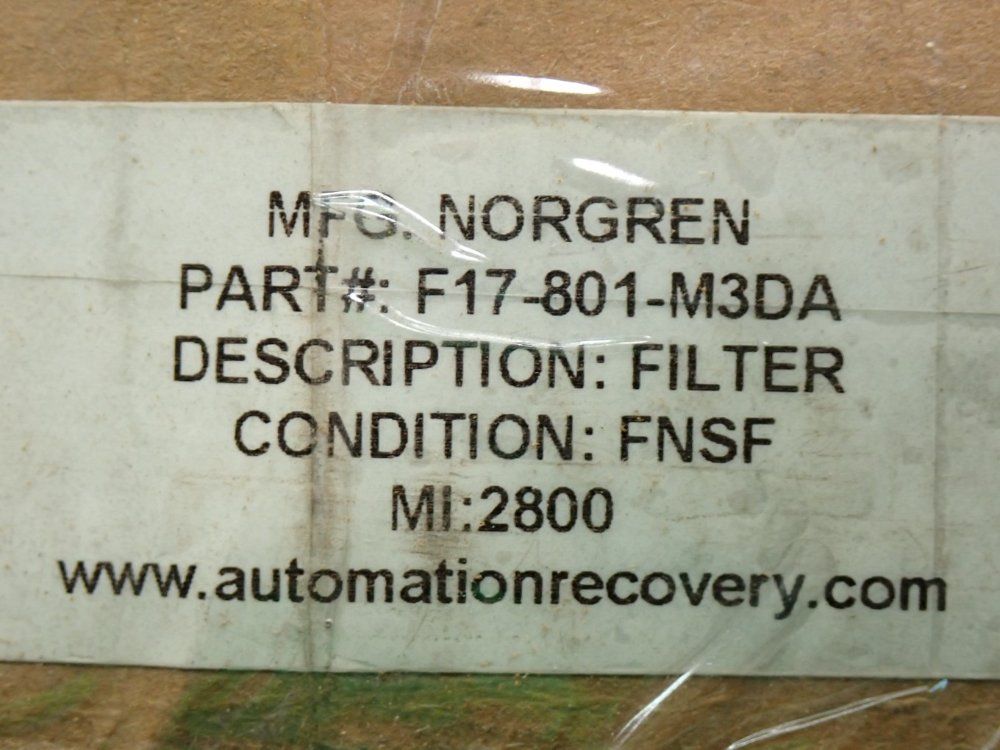 MFG. NORGREN
PART#: F17-801-M3DA
DESCRIPTION: FILTER
CONDITION: FNSF
MI:2800
www.automationrecovery.com